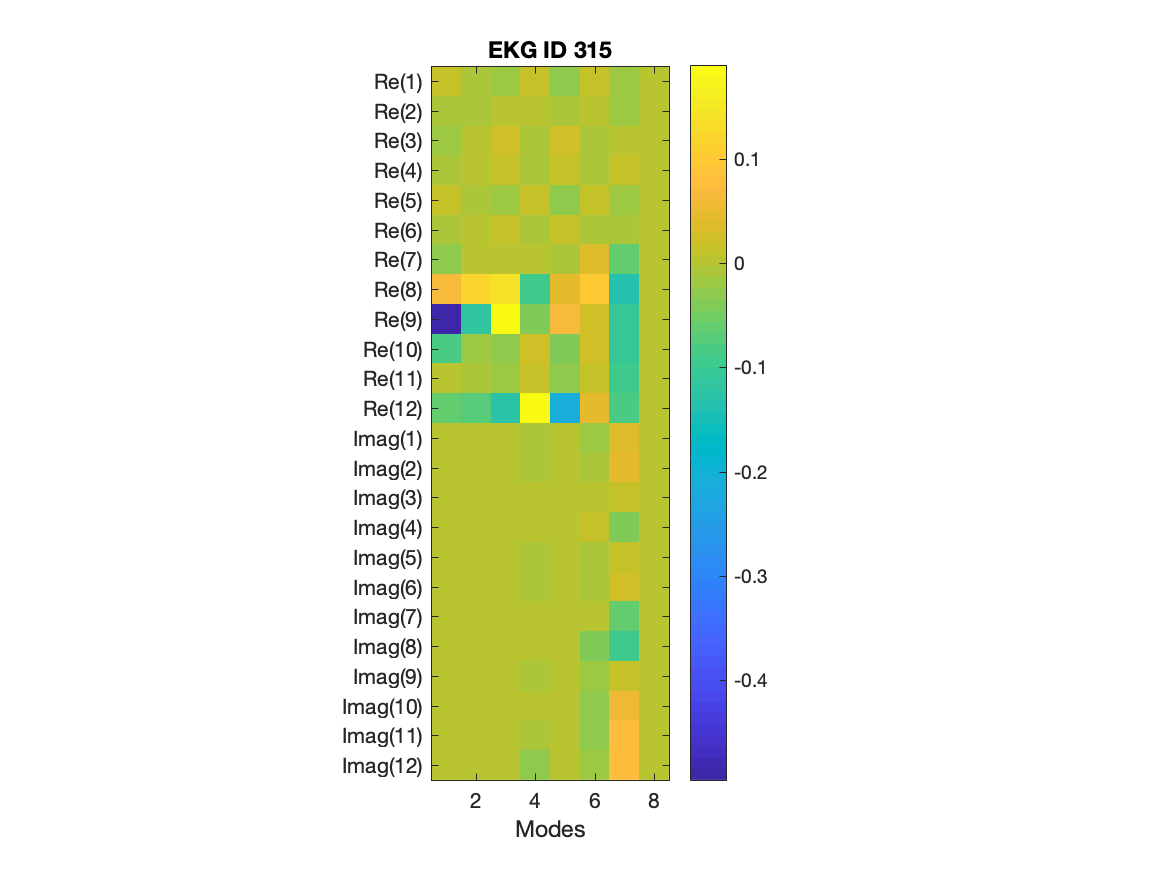 EKG ID 315
Re(1)
Re(2)
Re(3)
Re(4)
Re(5)
Re(6)
Re(7)
Re(8)
Re(9)
Re(10)
Re(11)
Re(12)
Imag(1)
Imag(2)
Imag(3)
Imag(4)
Imag(5)
Imag(6)
Imag(7)
Imag(8)
Imag(9)
Imag(10)
Imag(11)
Imag(12)
2 4 6 8
Modes
0.1
0
-0.1
-0.2
-0.3
-0.4